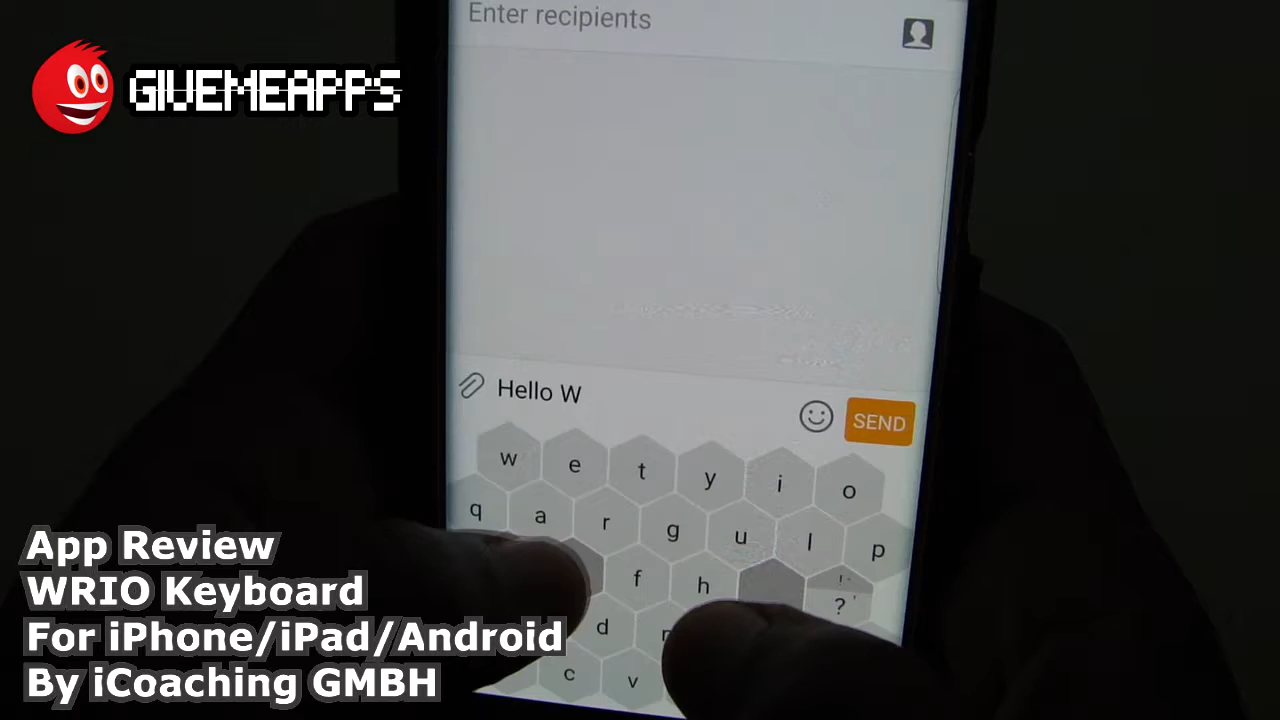 Enter recipients
GIVEMEAPPS
Hello W
SEND
w e t y i o
q a r g u l p
f h ! ' ?
d
c v
App Review
WRIO Keyboard
For iPhone/iPad/Android
By iCoaching GMBH